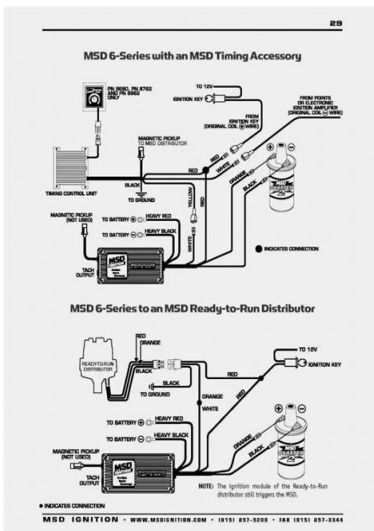 29
MSD 6-Series with an MSD Timing Accessory
PN 8680, PN 8762
AND PN 8982
ONLY
TO 12V
IGNITION KEY
FROM
IGNITION KEY
(ORIGINAL COIL ⊕ WIRE)
FROM POINTS
OR ELECTRONIC
IGNITION AMPLIFIER
(ORIGINAL COIL ⊖ WIRE)
MAGNETIC PICKUP
TO MSD DISTRIBUTOR
RED
WHITE
RED
ORANGE
BLACK
BLACK
TIMING CONTROL UNIT
TO GROUND
YELLOW
RED
MAGNETIC PICKUP
(NOT USED)
TO BATTERY ⊕ HEAVY RED
TO BATTERY ⊖ HEAVY BLACK
WHITE
MSD
TACH
OUTPUT
● INDICATES CONNECTION
MSD 6-Series to an MSD Ready-to-Run Distributor
RED
ORANGE
READY-TO-RUN
DISTRIBUTOR
BLACK
BLACK
TO GROUND
RED
TO 12V
IGNITION KEY
ORANGE
WHITE
RED
TO BATTERY ⊕ HEAVY RED
TO BATTERY ⊖ HEAVY BLACK
ORANGE
BLACK
MAGNETIC PICKUP
(NOT USED)
MSD
TACH
OUTPUT
NOTE: The ignition module of the Ready-to-Run
distributor still triggers the MSD.
● INDICATES CONNECTION
MSD IGNITION • WWW.MSDIGNITION.COM • (915) 857-5200 • FAX (915) 857-3344